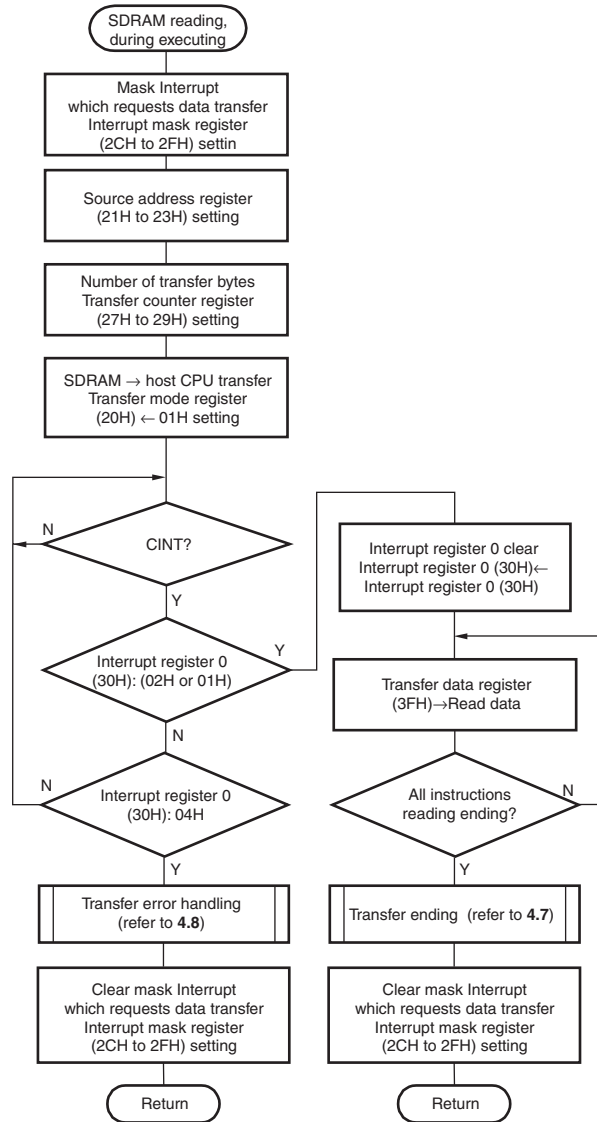 SDRAM reading,
during executing
Mask Interrupt
which requests data transfer
Interrupt mask register
(2CH to 2FH) settin
Source address register
(21H to 23H) setting
Number of transfer bytes
Transfer counter register
(27H to 29H) setting
SDRAM → host CPU transfer
Transfer mode register
(20H) ← 01H setting
N
CINT?
Y
Interrupt register 0
(30H): (02H or 01H)
Y
N
N
Interrupt register 0
(30H): 04H
Y
Transfer error handling
(refer to 4.8)
Clear mask Interrupt
which requests data transfer
Interrupt mask register
(2CH to 2FH) setting
Return
Interrupt register 0 clear
Interrupt register 0 (30H)←
Interrupt register 0 (30H)
Transfer data register
(3FH)→Read data
All instructions
reading ending?
N
Y
Transfer ending (refer to 4.7)
Clear mask Interrupt
which requests data transfer
Interrupt mask register
(2CH to 2FH) setting
Return